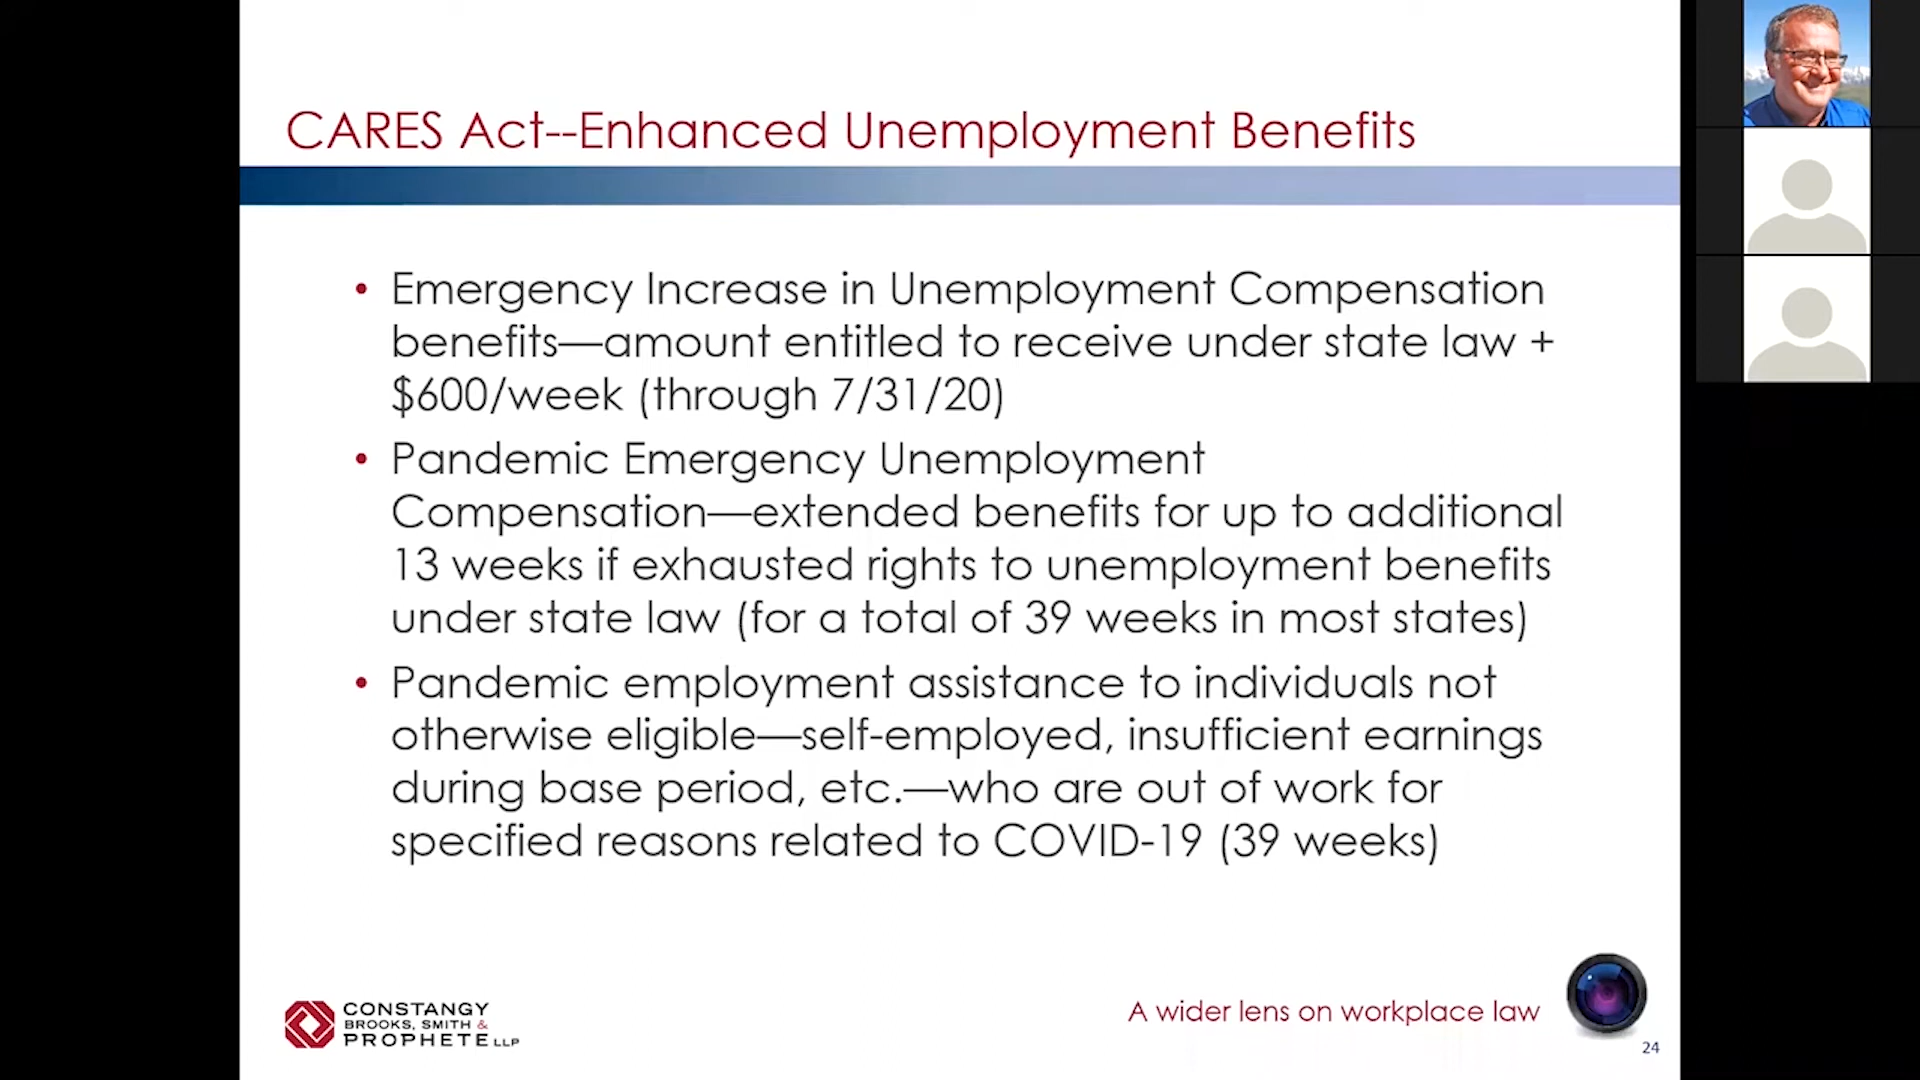 CARES Act--Enhanced Unemployment Benefits
• Emergency Increase in Unemployment Compensation
benefits—amount entitled to receive under state law +
$600/week (through 7/31/20)
• Pandemic Emergency Unemployment
Compensation—extended benefits for up to additional
13 weeks if exhausted rights to unemployment benefits
under state law (for a total of 39 weeks in most states)
• Pandemic employment assistance to individuals not
otherwise eligible—self-employed, insufficient earnings
during base period, etc.—who are out of work for
specified reasons related to COVID-19 (39 weeks)
CONSTANGY
BROOKS, SMITH &
PROPHETE LLP
A wider lens on workplace law
24